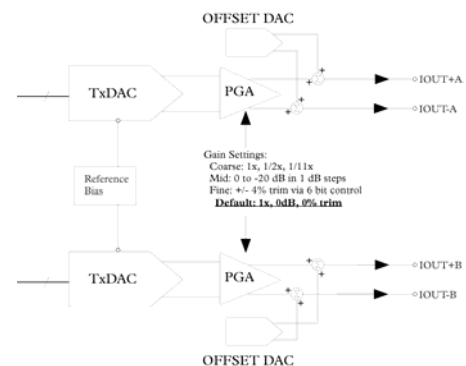 OFFSET DAC
IOUT+A
TxDAC
PGA
IOUT-A
Gain Settings:
Coarse: 1x, 1/2x, 1/11x
Mid: 0 to -20 dB in 1 dB steps
Fine: +/- 4% trim via 6 bit control
Default: 1x, 0dB, 0% trim
Reference
Bias
IOUT+B
TxDAC
PGA
IOUT-B
OFFSET DAC